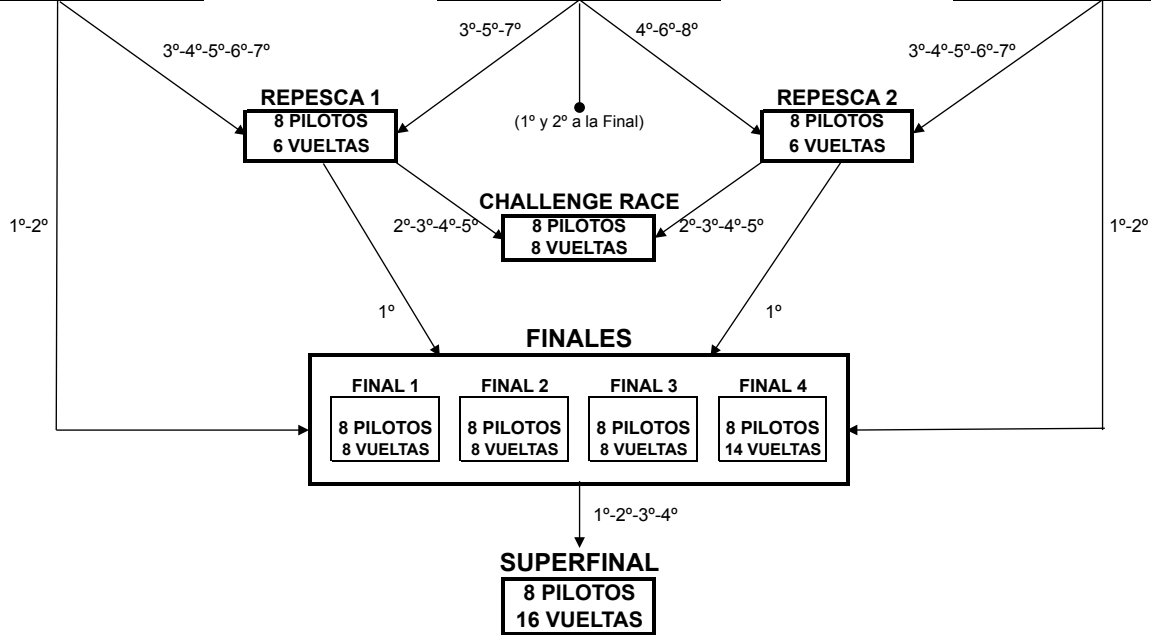 3º-4º-5º-6º-7º
3º-5º-7º
4º-6º-8º
3º-4º-5º-6º-7º
REPESCA 1
8 PILOTOS
6 VUELTAS
(1º y 2º a la Final)
REPESCA 2
8 PILOTOS
6 VUELTAS
1º-2º
2º-3º-4º-5º
CHALLENGE RACE
8 PILOTOS
8 VUELTAS
2º-3º-4º-5º
1º-2º
1º
1º
FINALES
FINAL 1
8 PILOTOS
8 VUELTAS
FINAL 2
8 PILOTOS
8 VUELTAS
FINAL 3
8 PILOTOS
8 VUELTAS
FINAL 4
8 PILOTOS
14 VUELTAS
1º-2º-3º-4º
SUPERFINAL
8 PILOTOS
16 VUELTAS